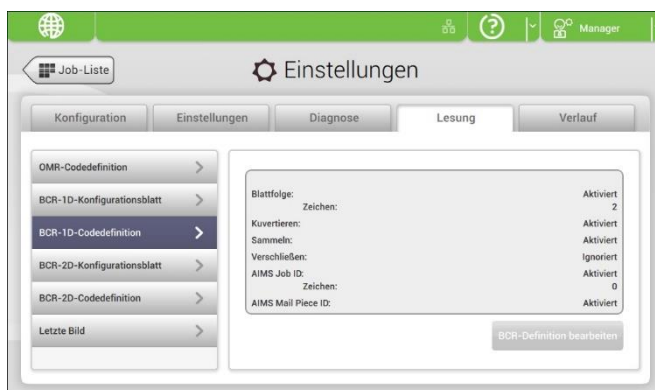 Manager
Job-Liste
Einstellungen
Konfiguration
Einstellungen
Diagnose
Lesung
Verlauf
OMR-Codedefinition
BCR-1D-Konfigurationsblatt
BCR-1D-Codedefinition
BCR-2D-Konfigurationsblatt
BCR-2D-Codedefinition
Letzte Bild
Blattfolge: Aktiviert
Zeichen: 2
Kuvertieren: Aktiviert
Sammeln: Aktiviert
Verschließen: Ignoriert
AIMS Job ID: Aktiviert
Zeichen: 0
AIMS Mail Piece ID: Aktiviert
BCR-Definition bearbeiten